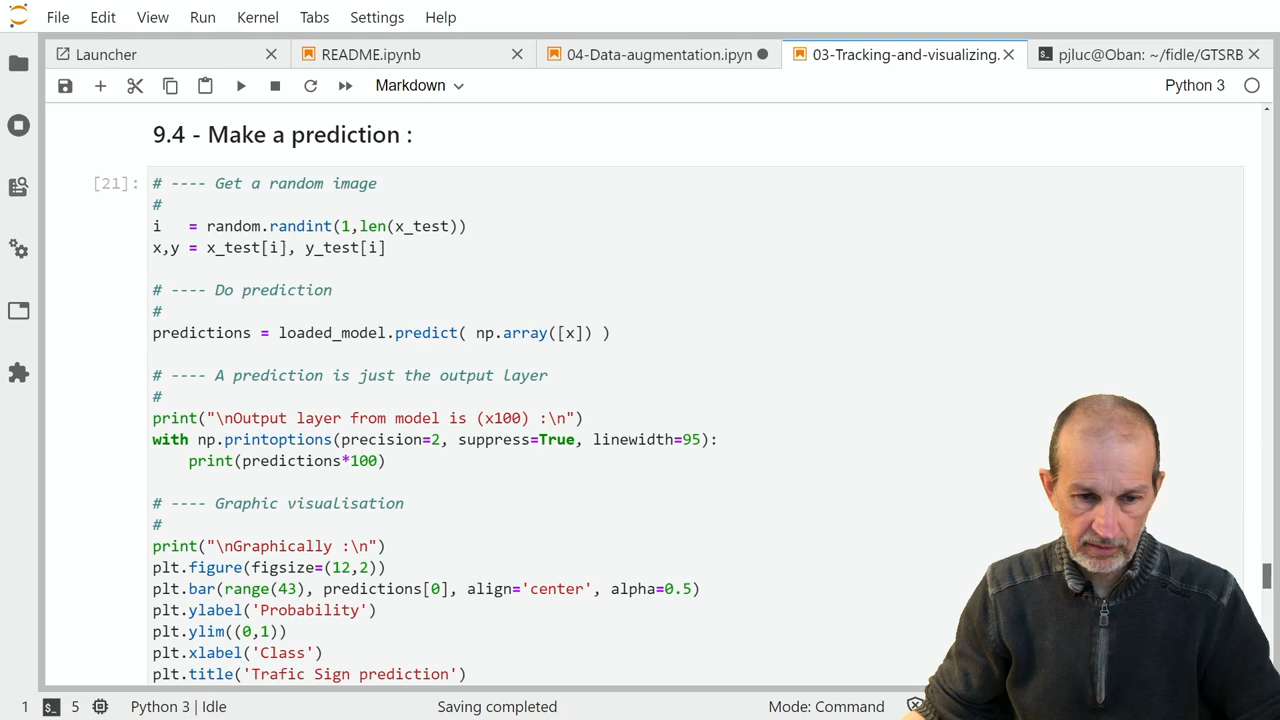 File Edit View Run Kernel Tabs Settings Help
Launcher README.ipynb 04-Data-augmentation.ipyn 03-Tracking-and-visualizing. pjluc@Oban: ~/fidle/GTSRB
Markdown Python 3
9.4 - Make a prediction :
[21]:
# ---- Get a random image
#
i   = random.randint(1,len(x_test))
x,y = x_test[i], y_test[i]
# ---- Do prediction
#
predictions = loaded_model.predict( np.array([x]) )
# ---- A prediction is just the output layer
#
print("\nOutput layer from model is (x100) :\n")
with np.printoptions(precision=2, suppress=True, linewidth=95):
    print(predictions*100)
# ---- Graphic visualisation
#
print("\nGraphically :\n")
plt.figure(figsize=(12,2))
plt.bar(range(43), predictions[0], align='center', alpha=0.5)
plt.ylabel('Probability')
plt.ylim((0,1))
plt.xlabel('Class')
plt.title('Trafic Sign prediction')
1 5 Python 3 | Idle Saving completed Mode: Command